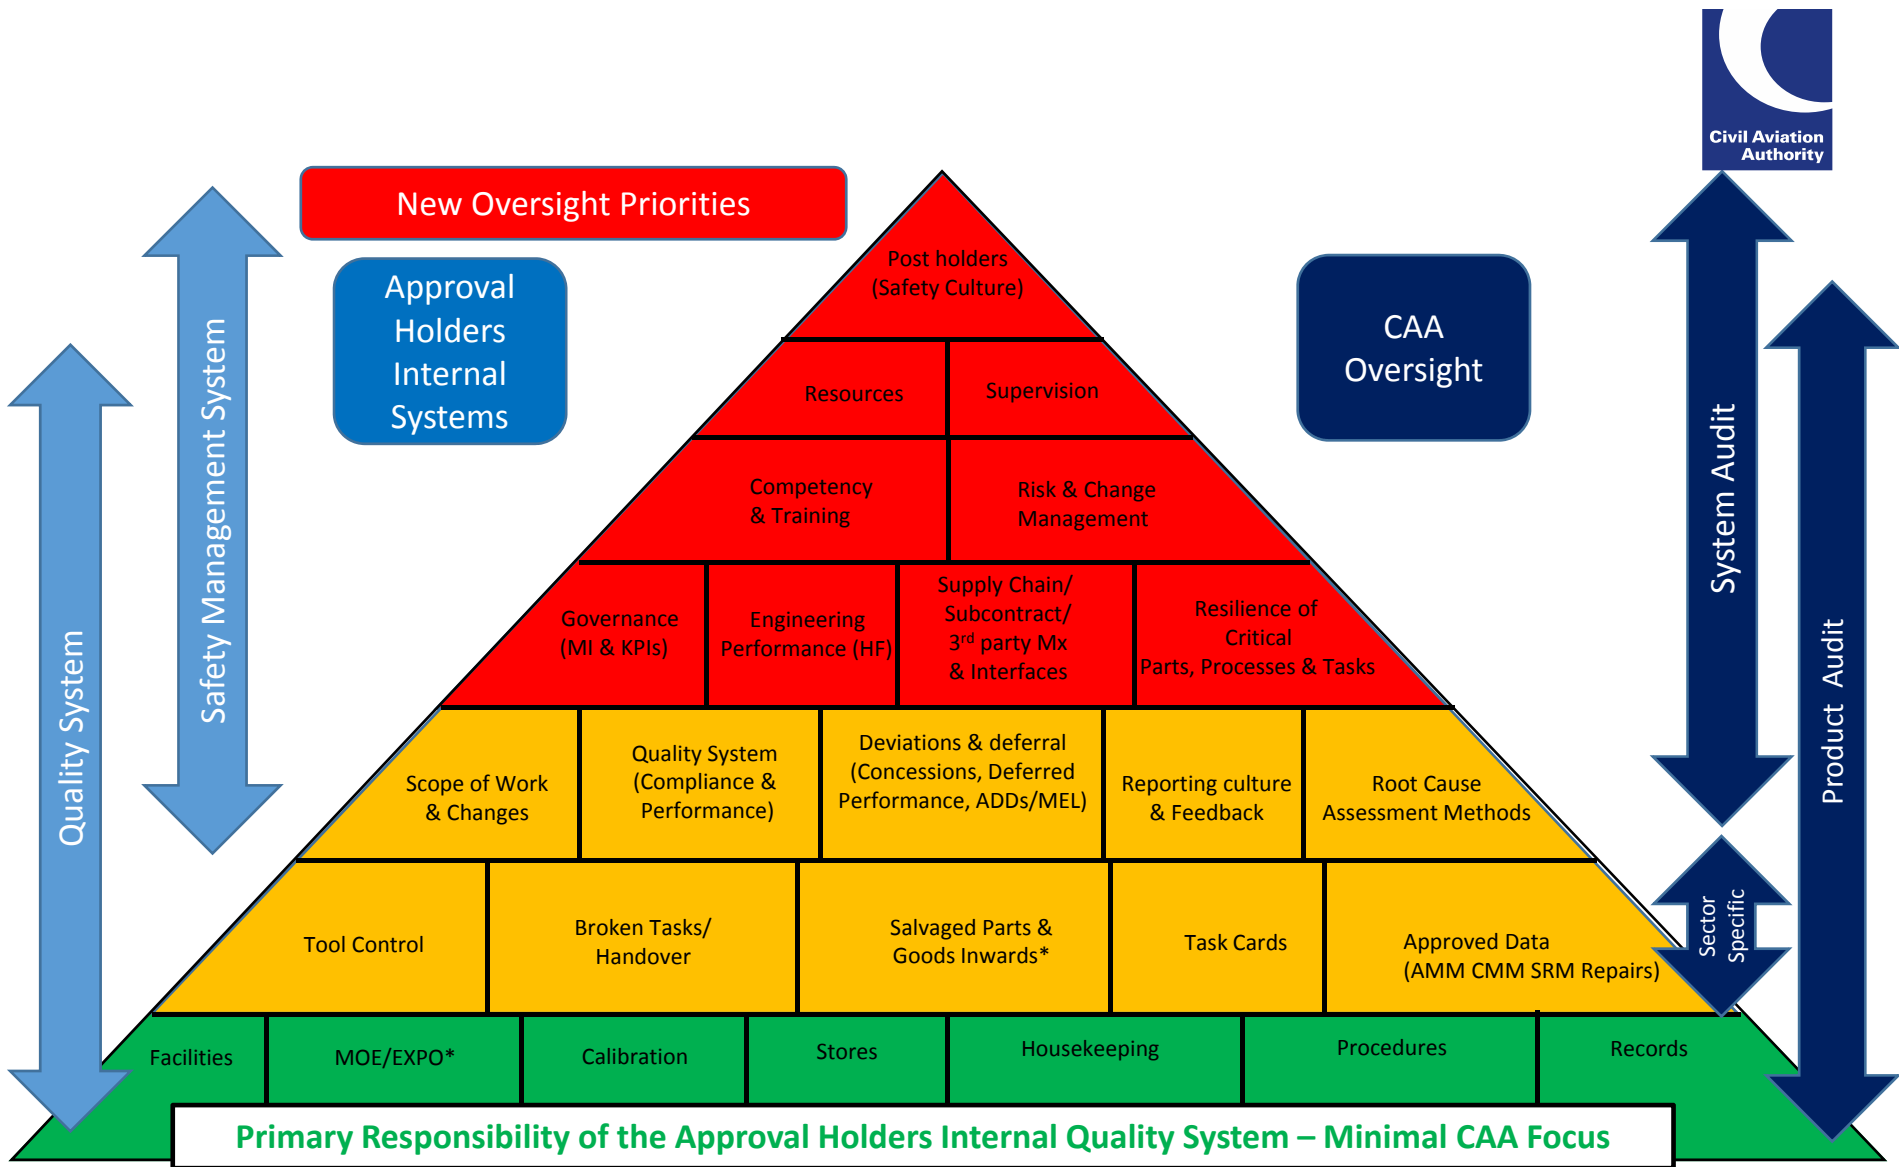 Civil Aviation
Authority
New Oversight Priorities
Approval
Holders
Internal
Systems
CAA
Oversight
Quality System
Safety Management System
System Audit
Product Audit
Sector
Specific
Post holders
(Safety Culture)
Resources
Supervision
Competency
& Training
Risk & Change
Management
Governance
(MI & KPIs)
Engineering
Performance (HF)
Supply Chain/
Subcontract/
3rd party Mx
& Interfaces
Resilience of
Critical
Parts, Processes & Tasks
Scope of Work
& Changes
Quality System
(Compliance &
Performance)
Deviations & deferral
(Concessions, Deferred
Performance, ADDs/MEL)
Reporting culture
& Feedback
Root Cause
Assessment Methods
Tool Control
Broken Tasks/
Handover
Salvaged Parts &
Goods Inwards*
Task Cards
Approved Data
(AMM CMM SRM Repairs)
Facilities
MOE/EXPO*
Calibration
Stores
Housekeeping
Procedures
Records
Primary Responsibility of the Approval Holders Internal Quality System – Minimal CAA Focus